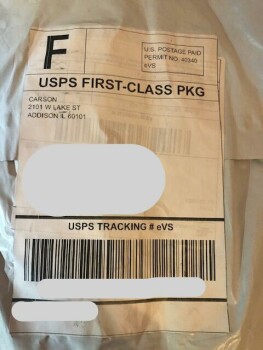 F
U.S. POSTAGE PAID
PERMIT NO: 40340
eVS
USPS FIRST-CLASS PKG
CARSON
2101 W LAKE ST
ADDISON IL 60101
USPS TRACKING # eVS